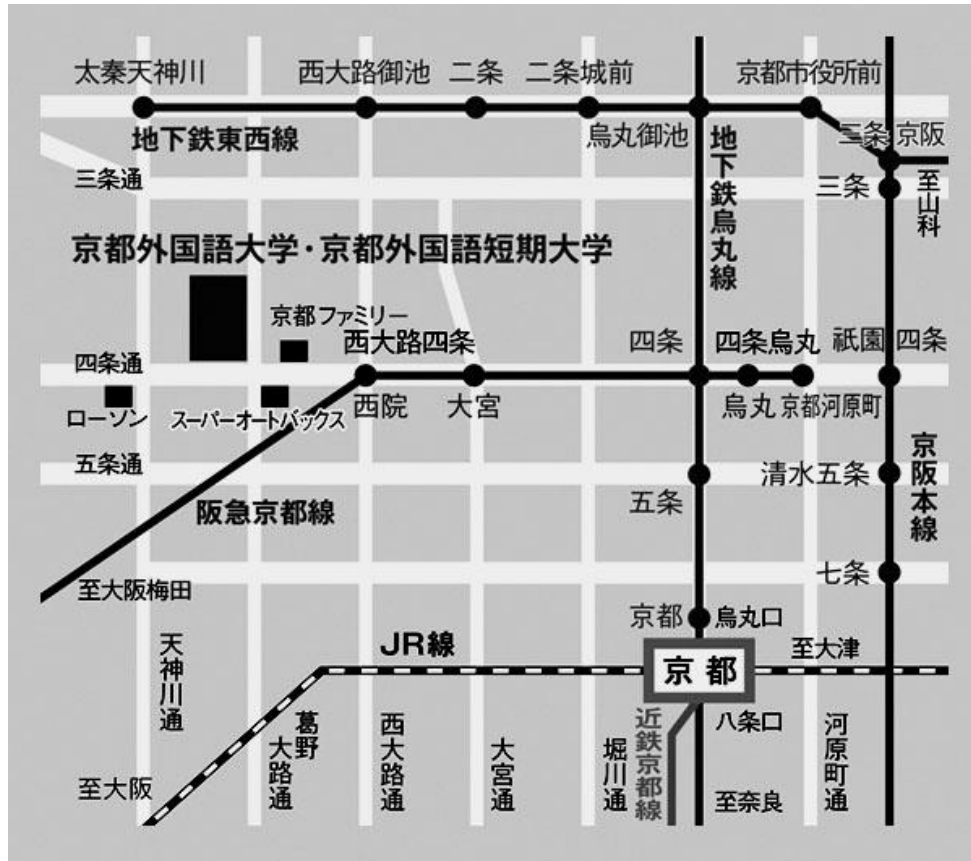 太秦天神川
西大路御池
二条
二条城前
京都市役所前
地下鉄東西線
烏丸御池
三条 京阪
三条通
三条
至山科
地下鉄烏丸線
京都外国語大学・京都外国語短期大学
京都ファミリー
西大路四条
四条
四条烏丸
祇園 四条
四条通
ローソン
スーパーオートバックス
西院
大宮
烏丸
京都河原町
五条通
阪急京都線
五条
清水五条
京阪本線
七条
至大阪梅田
京都
烏丸口
天神川通
JR線
京都
至大津
至大阪
葛野
大路通
西大路通
大宮通
堀川通
近鉄京都線
八条口
至奈良
河原町通